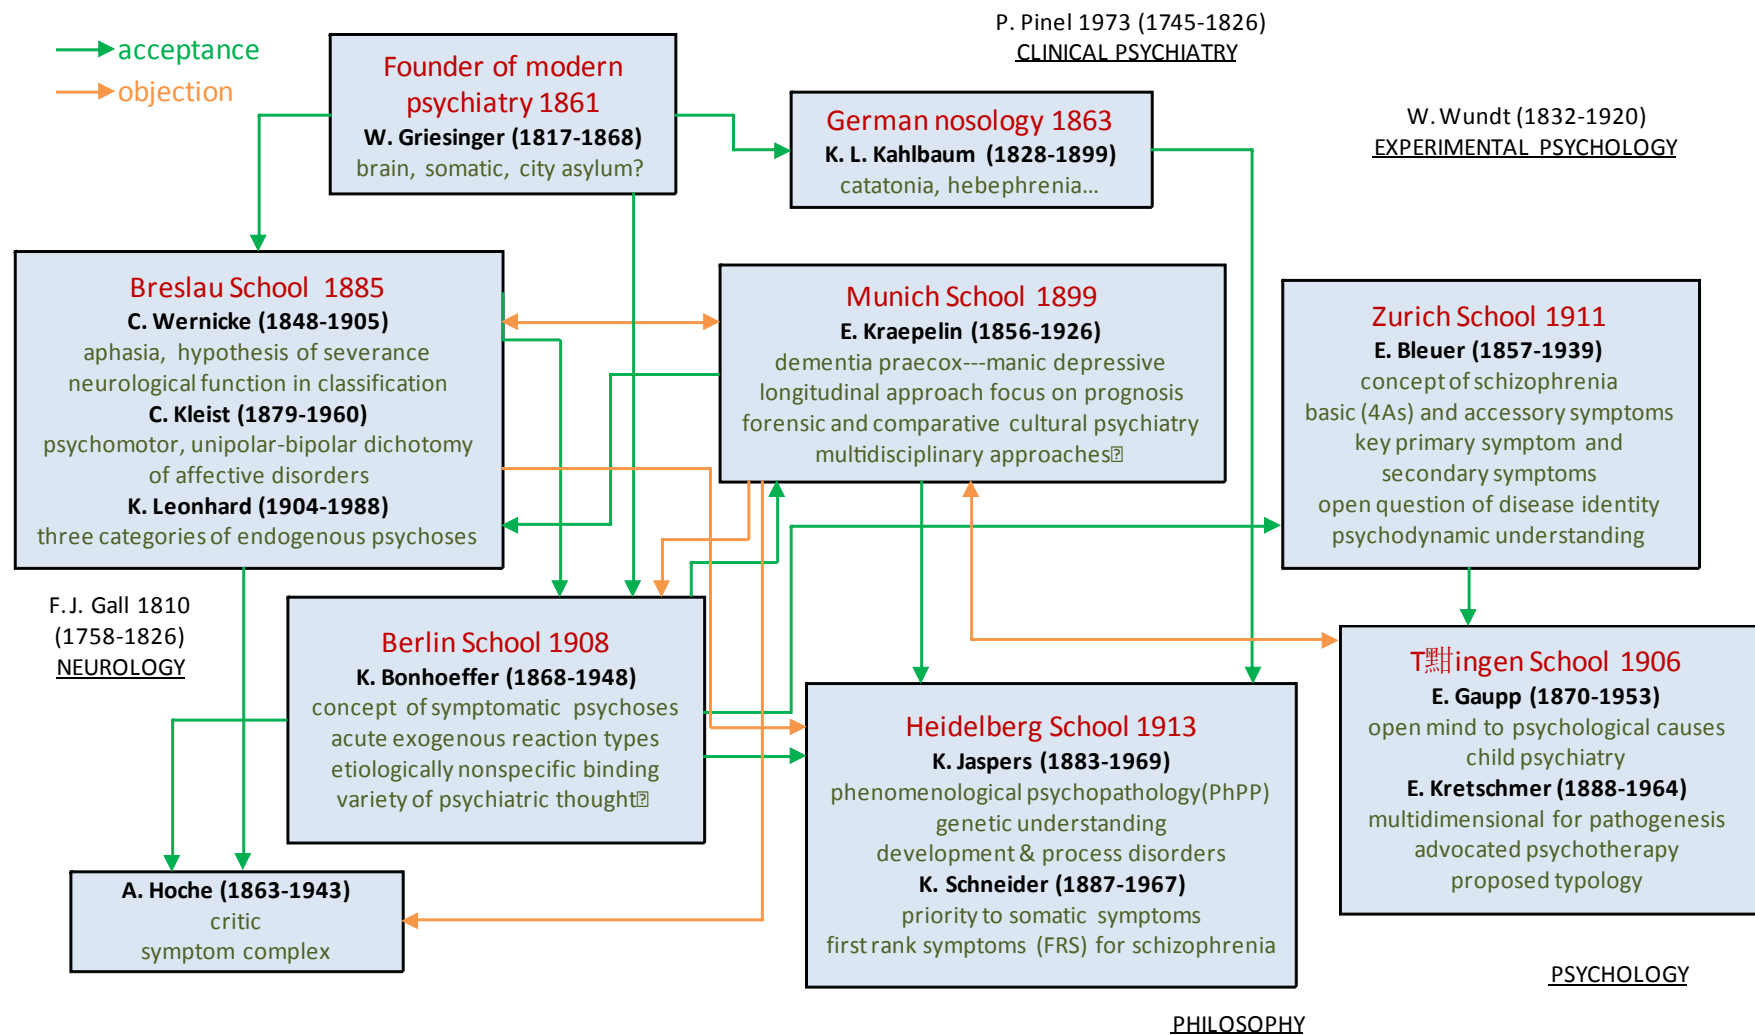 acceptance
objection
P. Pinel 1973 (1745-1826)
CLINICAL PSYCHIATRY
W. Wundt (1832-1920)
EXPERIMENTAL PSYCHOLOGY
Founder of modern
psychiatry 1861
W. Griesinger (1817-1868)
brain, somatic, city asylum?
German nosology 1863
K. L. Kahlbaum (1828-1899)
catatonia, hebephrenia...
Breslau School 1885
C. Wernicke (1848-1905)
aphasia, hypothesis of severance
neurological function in classification
C. Kleist (1879-1960)
psychomotor, unipolar-bipolar dichotomy
of affective disorders
K. Leonhard (1904-1988)
three categories of endogenous psychoses
Munich School 1899
E. Kraepelin (1856-1926)
dementia praecox---manic depressive
longitudinal approach focus on prognosis
forensic and comparative cultural psychiatry
multidisciplinary approaches
Zurich School 1911
E. Bleuer (1857-1939)
concept of schizophrenia
basic (4As) and accessory symptoms
key primary symptom and
secondary symptoms
open question of disease identity
psychodynamic understanding
F. J. Gall 1810
(1758-1826)
NEUROLOGY
Berlin School 1908
K. Bonhoeffer (1868-1948)
concept of symptomatic psychoses
acute exogenous reaction types
etiologically nonspecific binding
variety of psychiatric thought
A. Hoche (1863-1943)
critic
symptom complex
Heidelberg School 1913
K. Jaspers (1883-1969)
phenomenological psychopathology(PhPP)
genetic understanding
development & process disorders
K. Schneider (1887-1967)
priority to somatic symptoms
first rank symptoms (FRS) for schizophrenia
School 1906
E. Gaupp (1870-1953)
open mind to psychological causes
child psychiatry
E. Kretschmer (1888-1964)
multidimensional for pathogenesis
advocated psychotherapy
proposed typology
PSYCHOLOGY
PHILOSOPHY